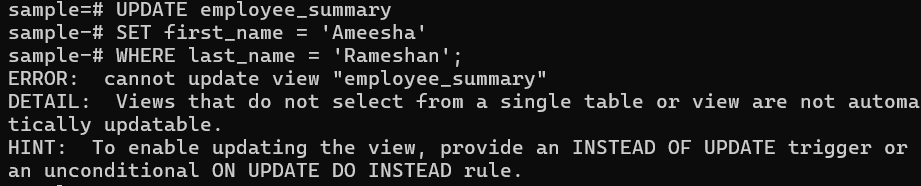 sample=# UPDATE employee_summary
sample-# SET first_name = 'Ameesha'
sample-# WHERE last_name = 'Rameshan';
ERROR:  cannot update view "employee_summary"
DETAIL:  Views that do not select from a single table or view are not automa
tically updatable.
HINT:  To enable updating the view, provide an INSTEAD OF UPDATE trigger or
an unconditional ON UPDATE DO INSTEAD rule.